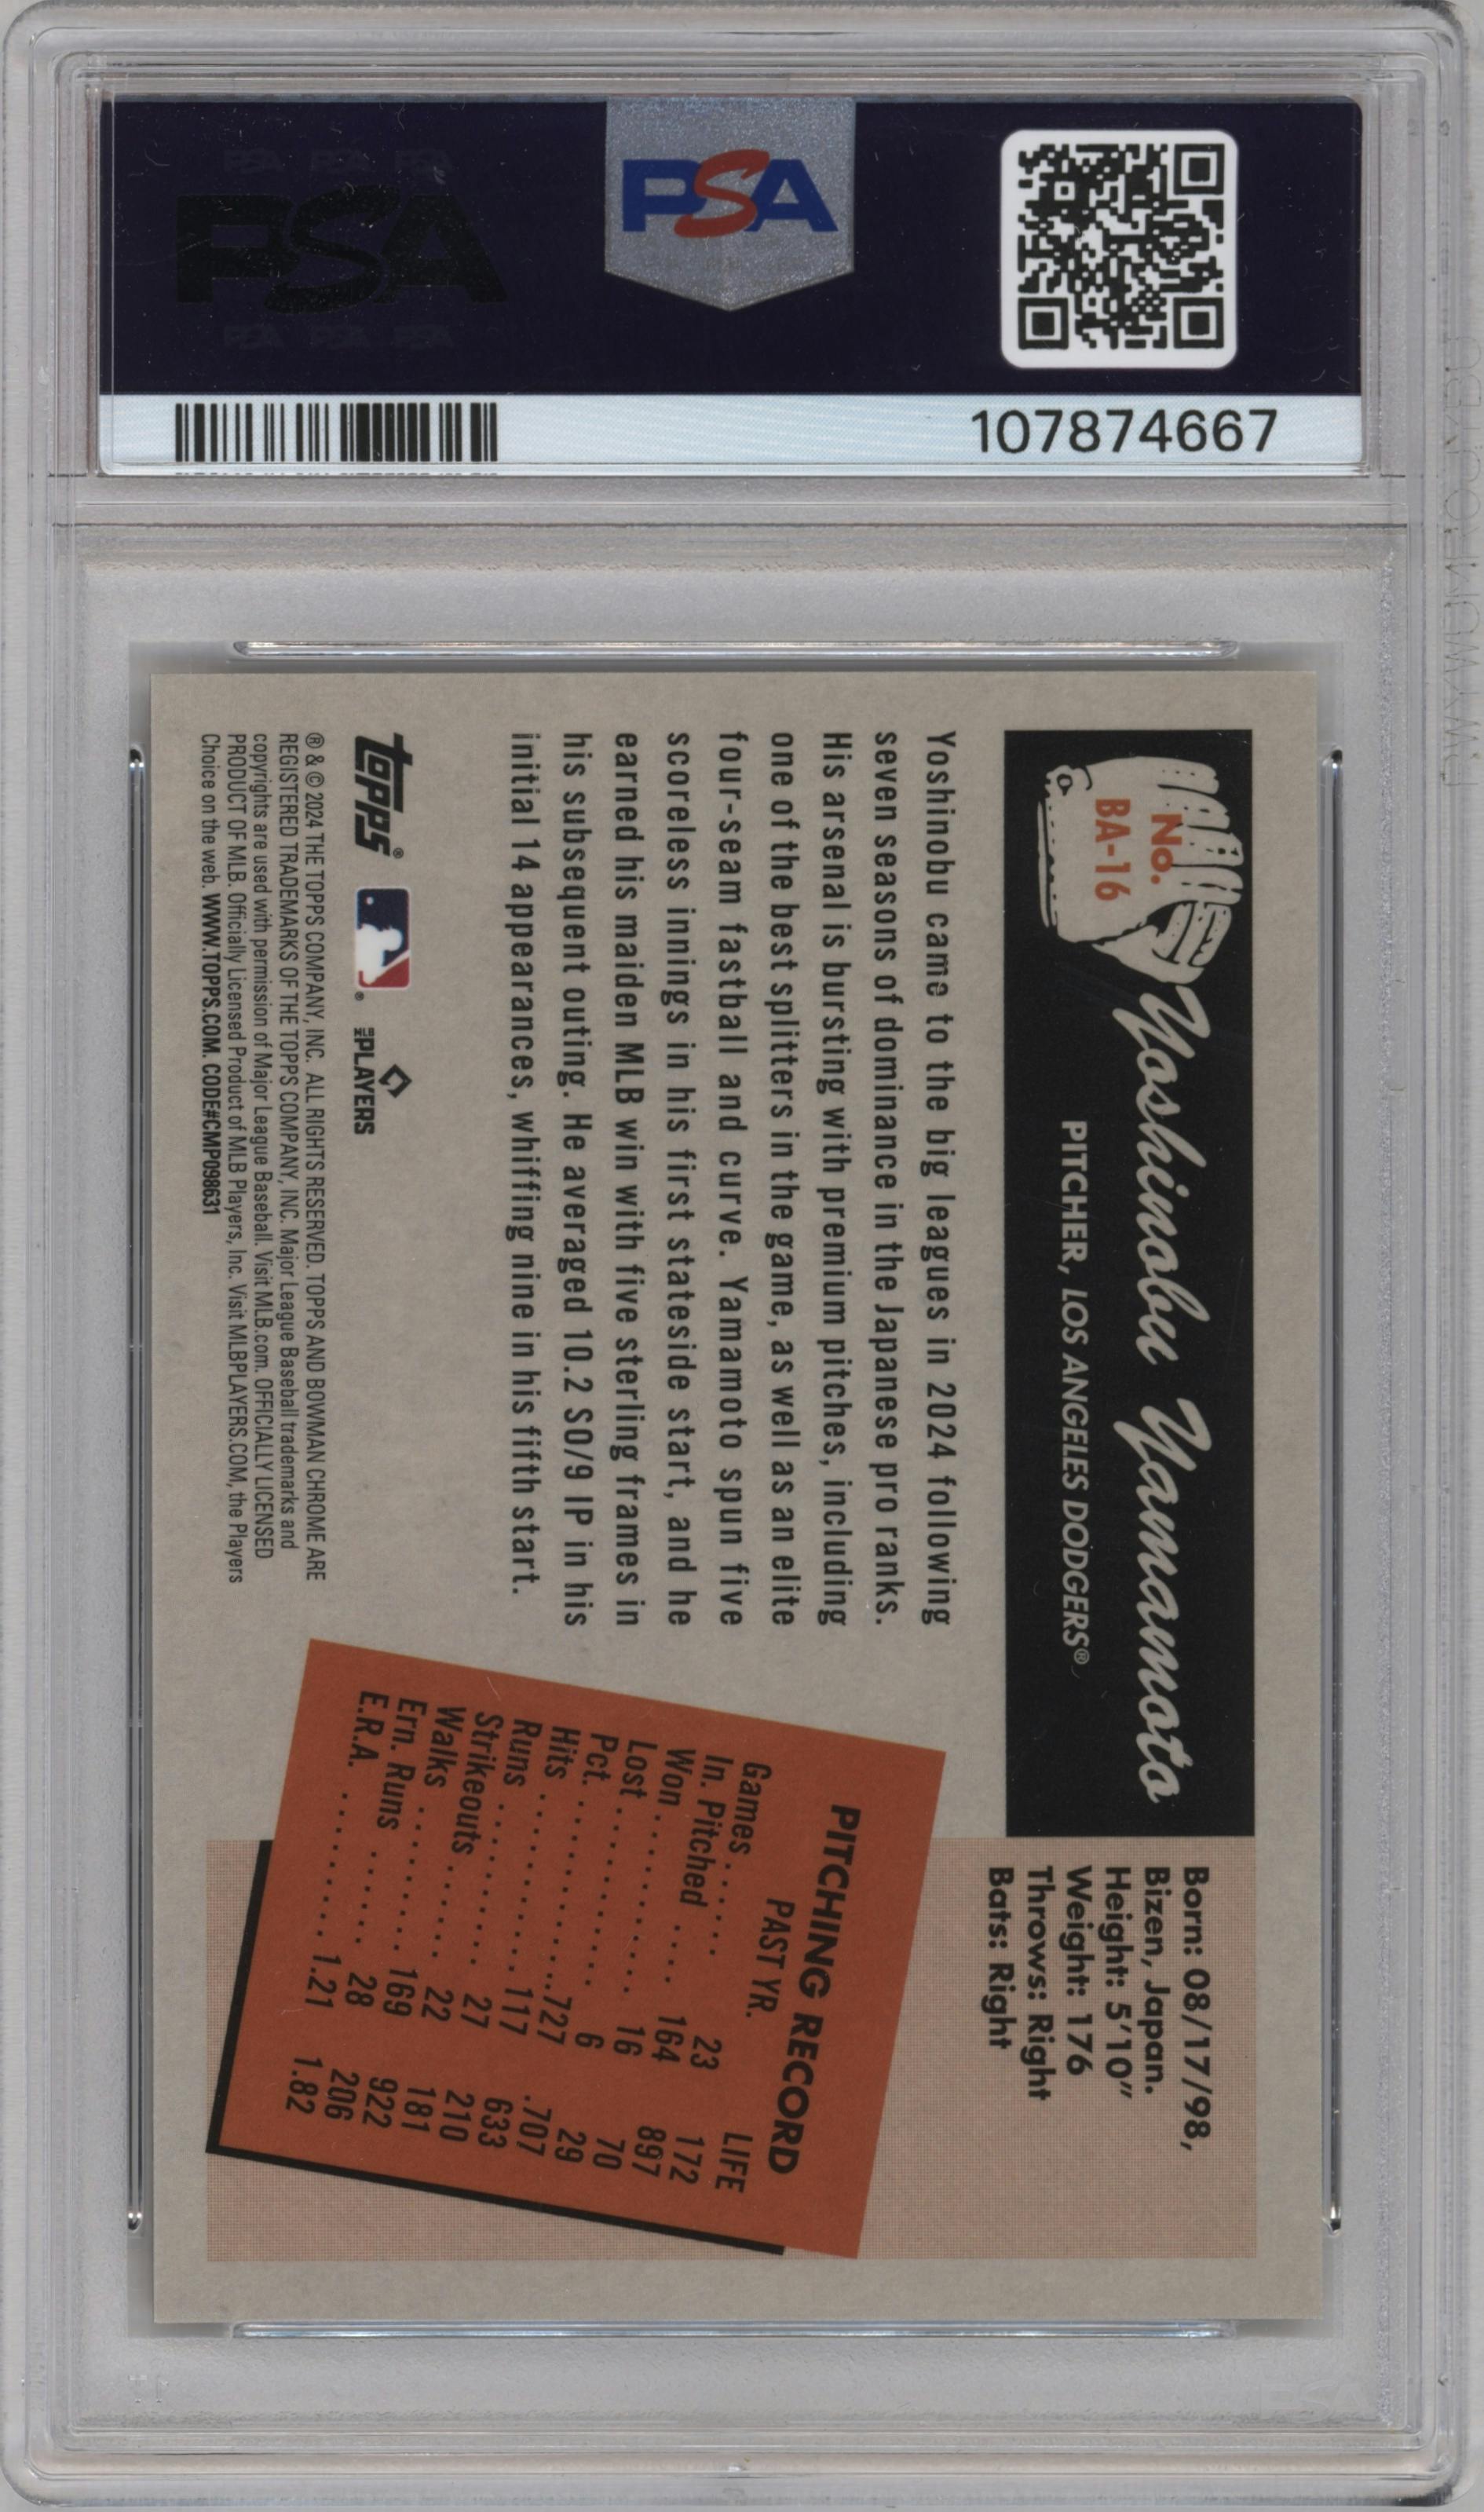 PSA
PSA
107874667
No.
BA-16
Yoshinobu Yamamoto
PITCHER, LOS ANGELES DODGERS®
Born: 08/17/98,
Bizen, Japan.
Height: 5'10"
Weight: 176
Throws: Right
Bats: Right
Yoshinobu came to the big leagues in 2024 following
seven seasons of dominance in the Japanese pro ranks.
His arsenal is bursting with premium pitches, including
one of the best splitters in the game, as well as an elite
four-seam fastball and curve. Yamamoto spun five
scoreless innings in his first stateside start, and he
earned his maiden MLB win with five sterling frames in
his subsequent outing. He averaged 10.2 SO/9 IP in his
initial 14 appearances, whiffing nine in his fifth start.
PITCHING RECORD
PAST YR. LIFE
Games ...... 23 172
In. Pitched .... 164 897
Won ........... 16 70
Lost ............ 6 29
Pct. ............ .727 .707
Hits ............ 117 633
Runs ........... 27 210
Strikeouts ...... 22 181
Walks ......... 169 922
Ern. Runs ...... 28 206
E.R.A. .......... 1.21 1.82
topps®
MLB PLAYERS
® & © 2024 THE TOPPS COMPANY, INC. ALL RIGHTS RESERVED. TOPPS AND BOWMAN CHROME ARE
REGISTERED TRADEMARKS OF THE TOPPS COMPANY, INC. Major League Baseball trademarks and
copyrights are used with permission of Major League Baseball. Visit MLB.com. OFFICIALLY LICENSED
PRODUCT OF MLB. Officially Licensed Product of MLB Players, Inc. Visit MLBPLAYERS.COM, the Players
Choice on the web. WWW.TOPPS.COM. CODE#CMP098631